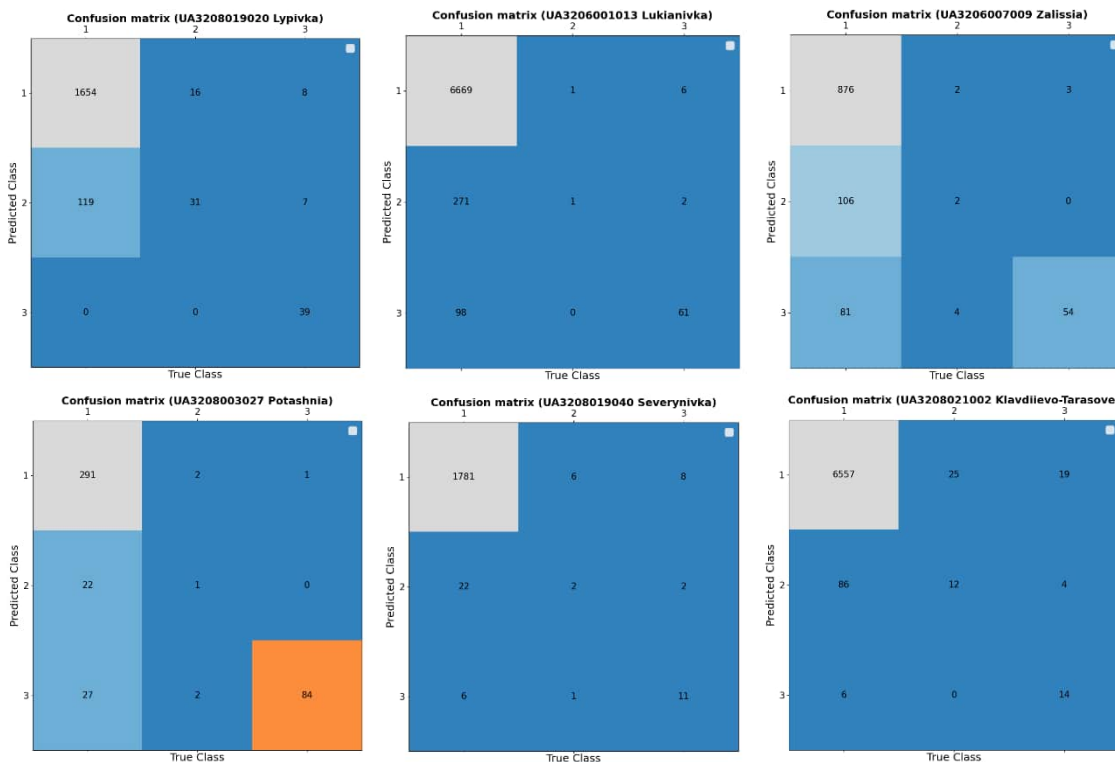 Confusion matrix (UA3208019020 Lypivka)
1 2 3
1 1654 16 8
2 119 31 7
3 0 0 39
Predicted Class
True Class
Confusion matrix (UA3206001013 Lukianivka)
1 2 3
1 6669 1 6
2 271 1 2
3 98 0 61
Predicted Class
True Class
Confusion matrix (UA3206007009 Zalissia)
1 2 3
1 876 2 3
2 106 2 0
3 81 4 54
Predicted Class
True Class
Confusion matrix (UA3208003027 Potashnia)
1 2 3
1 291 2 1
2 22 1 0
3 27 2 84
Predicted Class
True Class
Confusion matrix (UA3208019040 Severynivka)
1 2 3
1 1781 6 8
2 22 2 2
3 6 1 11
Predicted Class
True Class
Confusion matrix (UA3208021002 Klavdiievo-Tarasove
1 2 3
1 6557 25 19
2 86 12 4
3 6 0 14
Predicted Class
True Class